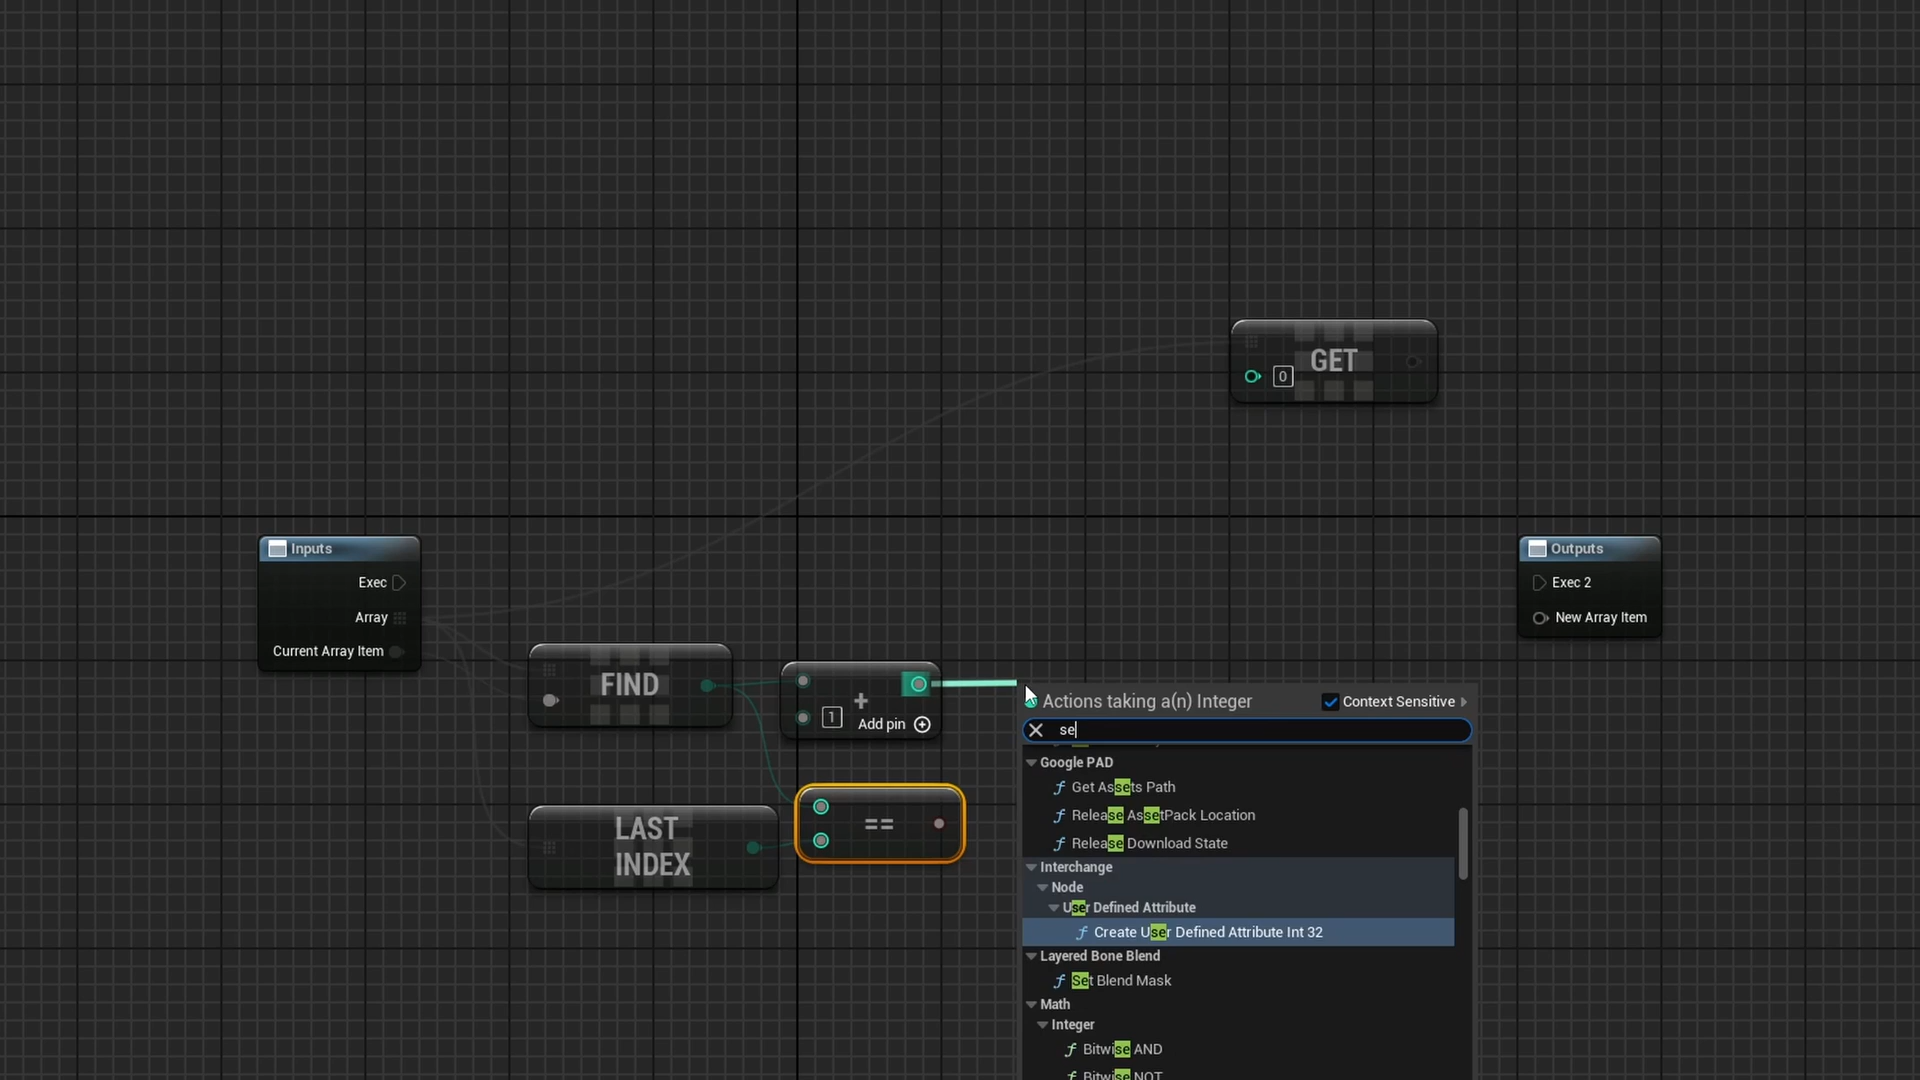 GET
0
Inputs
Exec
Array
Current Array Item
Outputs
Exec 2
New Array Item
FIND
+
1
Add pin
LAST
INDEX
==
Actions taking a(n) Integer
Context Sensitive
se
Google PAD
Get Assets Path
Release AssetPack Location
Release Download State
Interchange
Node
User Defined Attribute
Create User Defined Attribute Int 32
Layered Bone Blend
Set Blend Mask
Math
Integer
Bitwise AND
Bitwise NOT